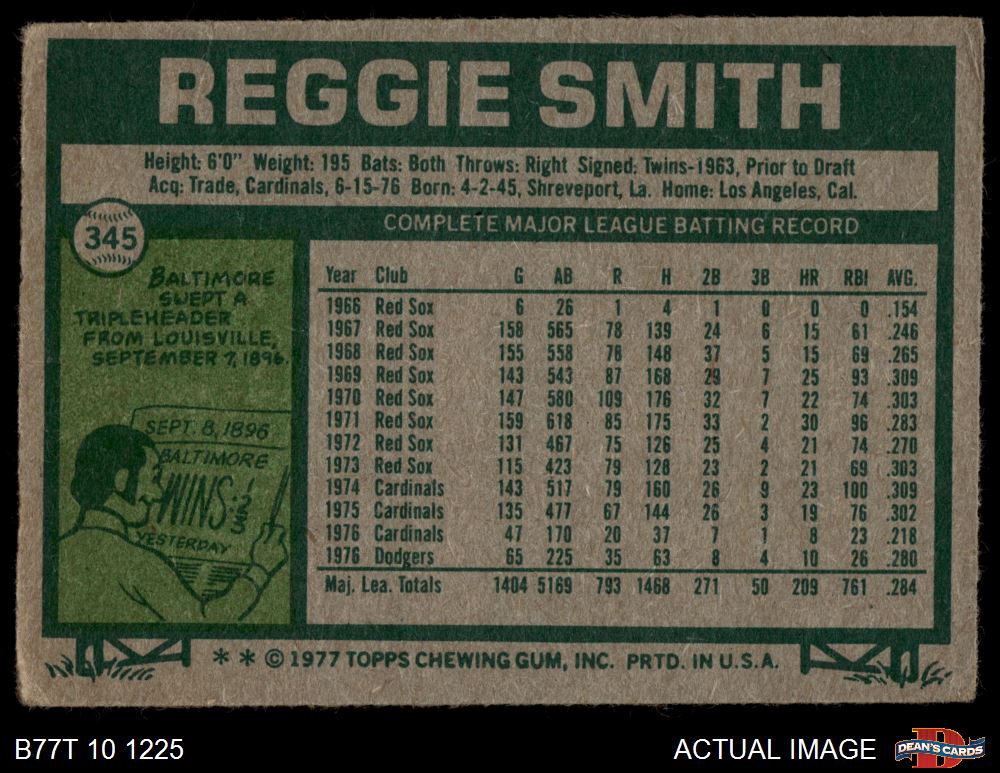 REGGIE SMITH
Height: 6'0" Weight: 195 Bats: Both Throws: Right Signed: Twins-1963, Prior to Draft
Acq: Trade, Cardinals, 6-15-76 Born: 4-2-45, Shreveport, La. Home: Los Angeles, Cal.
345
COMPLETE MAJOR LEAGUE BATTING RECORD
BALTIMORE
SWEPT A
TRIPLEHEADER
FROM LOUISVILLE,
SEPTEMBER 7, 1896.
SEPT. 8, 1896
BALTIMORE
WINS: 1 2 3
YESTERDAY
Year Club G AB R H 2B 3B HR RBI AVG.
1966 Red Sox 6 26 1 4 1 0 0 0 .154
1967 Red Sox 158 565 78 139 24 6 15 61 .246
1968 Red Sox 155 558 78 148 37 5 15 69 .265
1969 Red Sox 143 543 87 168 29 7 25 93 .309
1970 Red Sox 147 580 109 176 32 7 22 74 .303
1971 Red Sox 159 618 85 175 33 2 30 96 .283
1972 Red Sox 131 467 75 126 25 4 21 74 .270
1973 Red Sox 115 423 79 128 23 2 21 69 .303
1974 Cardinals 143 517 79 160 26 9 23 100 .309
1975 Cardinals 135 477 67 144 26 3 19 76 .302
1976 Cardinals 47 170 20 37 7 1 8 23 .218
1976 Dodgers 65 225 35 63 8 4 10 26 .280
Maj. Lea. Totals 1404 5169 793 1468 271 50 209 761 .284
* * © 1977 TOPPS CHEWING GUM, INC. PRTD. IN U.S.A.
B77T 10 1225
ACTUAL IMAGE
DEAN'S CARDS